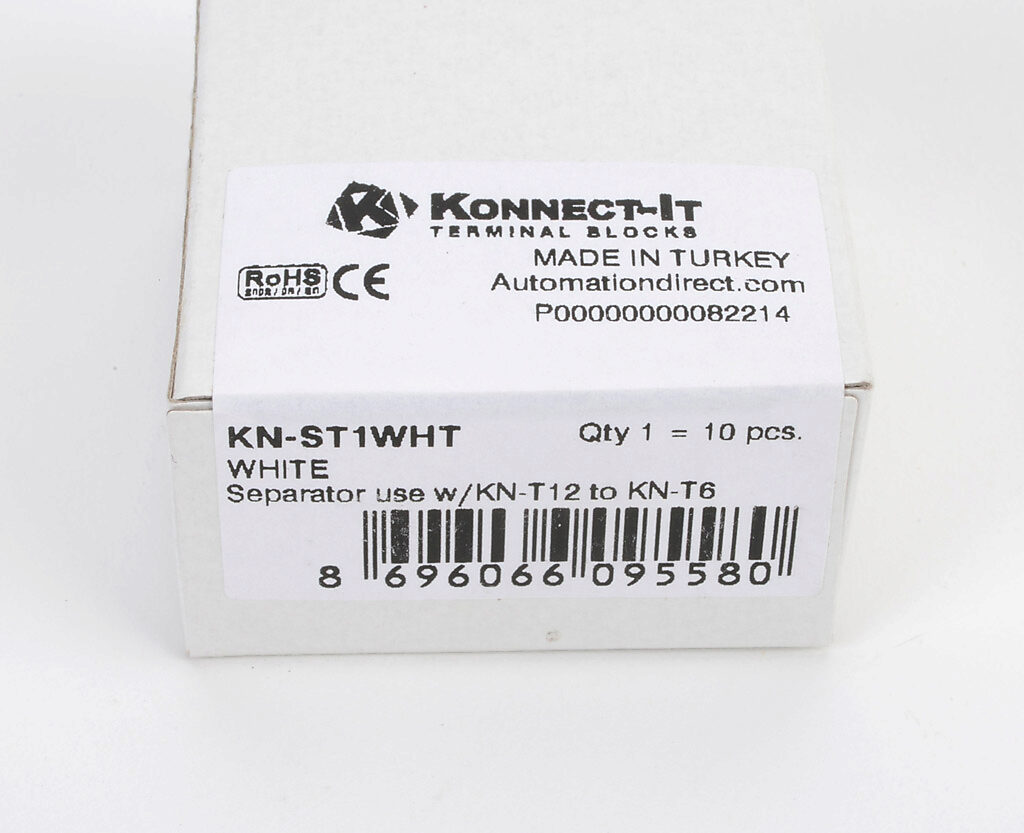 KONNECT-IT
TERMINAL BLOCKS
MADE IN TURKEY
RoHS CE
Automationdirect.com
P00000000082214
KN-ST1WHT Qty 1 = 10 pcs.
WHITE
Separator use w/KN-T12 to KN-T6
8 696066 095580